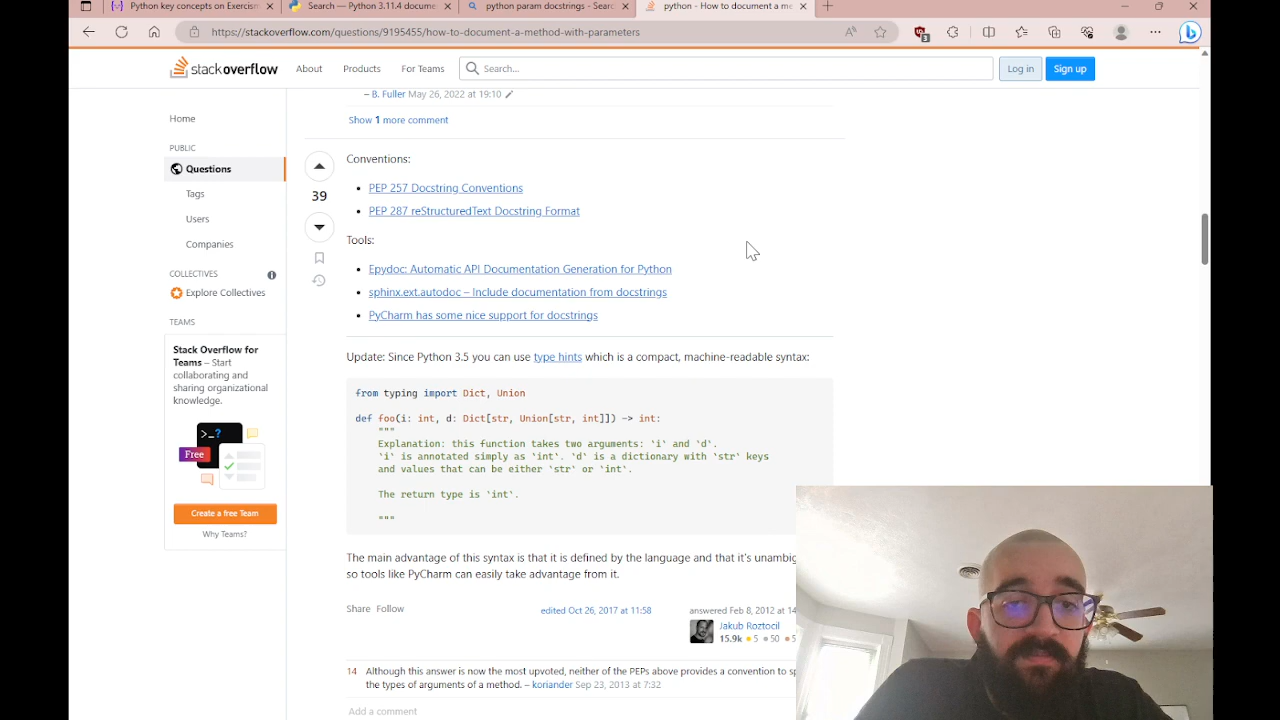 Python key concepts on Exercism
Search — Python 3.11.4 docume
python param docstrings - Searc
python - How to document a me
https://stackoverflow.com/questions/9195455/how-to-document-a-method-with-parameters
3
stackoverflow
About
Products
For Teams
Search...
Log in
Sign up
– B. Fuller May 26, 2022 at 19:10
Show 1 more comment
Home
PUBLIC
Questions
Tags
Users
Companies
COLLECTIVES
Explore Collectives
TEAMS
Stack Overflow for
Teams – Start
collaborating and
sharing organizational
knowledge.
>_?
Free
Create a free Team
Why Teams?
39
Conventions:
PEP 257 Docstring Conventions
PEP 287 reStructuredText Docstring Format
Tools:
Epydoc: Automatic API Documentation Generation for Python
sphinx.ext.autodoc – Include documentation from docstrings
PyCharm has some nice support for docstrings
Update: Since Python 3.5 you can use type hints which is a compact, machine-readable syntax:
from typing import Dict, Union
def foo(i: int, d: Dict[str, Union[str, int]]) -> int:
"""
Explanation: this function takes two arguments: `i` and `d`.
`i` is annotated simply as `int`. `d` is a dictionary with `str` keys
and values that can be either `str` or `int`.
The return type is `int`.
"""
The main advantage of this syntax is that it is defined by the language and that it's unambig
so tools like PyCharm can easily take advantage from it.
Share Follow
edited Oct 26, 2017 at 11:58
answered Feb 8, 2012 at 14
Jakub Roztocil
15.9k 5 50 5
14 Although this answer is now the most upvoted, neither of the PEPs above provides a convention to sp
the types of arguments of a method. – koriander Sep 23, 2013 at 7:32
Add a comment